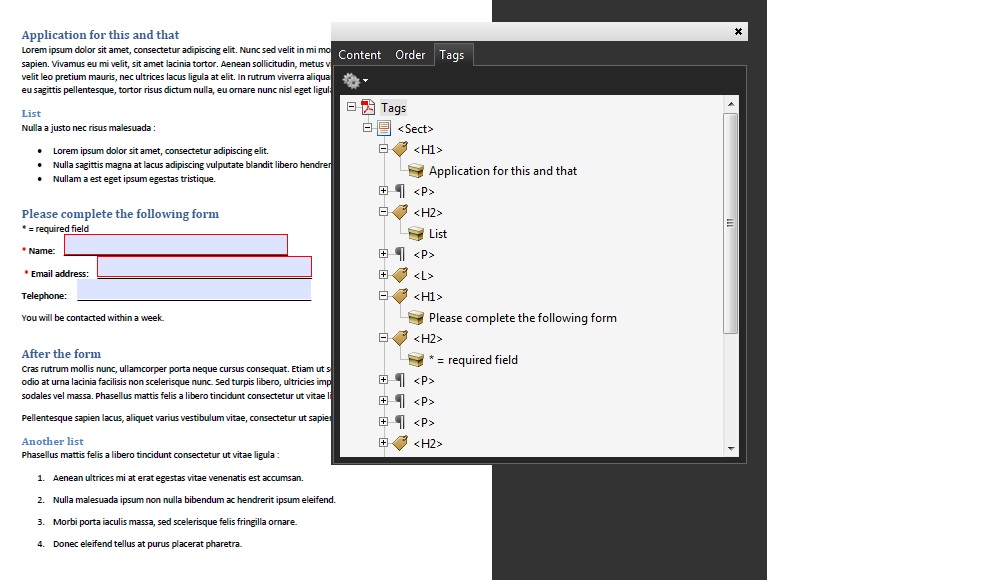 Application for this and that
Lorem ipsum dolor sit amet, consectetur adipiscing elit. Nunc sed velit in mi mo
sapien. Vivamus eu mi velit, sit amet lacinia tortor. Aenean sollicitudin, metus v
velit leo pretium mauris, nec ultrices lacus ligula at elit. In rutrum viverra aliqua
eu sagittis pellentesque, tortor risus dictum nulla, eu ornare nunc nisl eget ligula
List
Nulla a justo nec risus malesuada :
• Lorem ipsum dolor sit amet, consectetur adipiscing elit.
• Nulla sagittis magna at lacus adipiscing vulputate blandit libero hendrer
• Nullam a est eget ipsum egestas tristique.
Please complete the following form
* = required field
* Name:
* Email address:
Telephone:
You will be contacted within a week.
After the form
Cras rutrum mollis nunc, ullamcorper porta neque cursus consequat. Etiam ut s
odio at urna lacinia facilisis non scelerisque nunc. Sed turpis libero, ultricies imp
sodales vel massa. Phasellus mattis felis a libero tincidunt consectetur ut vitae li
Pellentesque sapien lacus, aliquet varius vestibulum vitae, consectetur ut sapien
Another list
Phasellus mattis felis a libero tincidunt consectetur ut vitae ligula :
1. Aenean ultrices mi at erat egestas vitae venenatis est accumsan.
2. Nulla malesuada ipsum non nulla bibendum ac hendrerit ipsum eleifend.
3. Morbi porta iaculis massa, sed scelerisque felis fringilla ornare.
4. Donec eleifend tellus at purus placerat pharetra.
Content Order Tags
Tags
<Sect>
<H1>
Application for this and that
<P>
<H2>
List
<P>
<L>
<H1>
Please complete the following form
<H2>
* = required field
<P>
<P>
<P>
<H2>